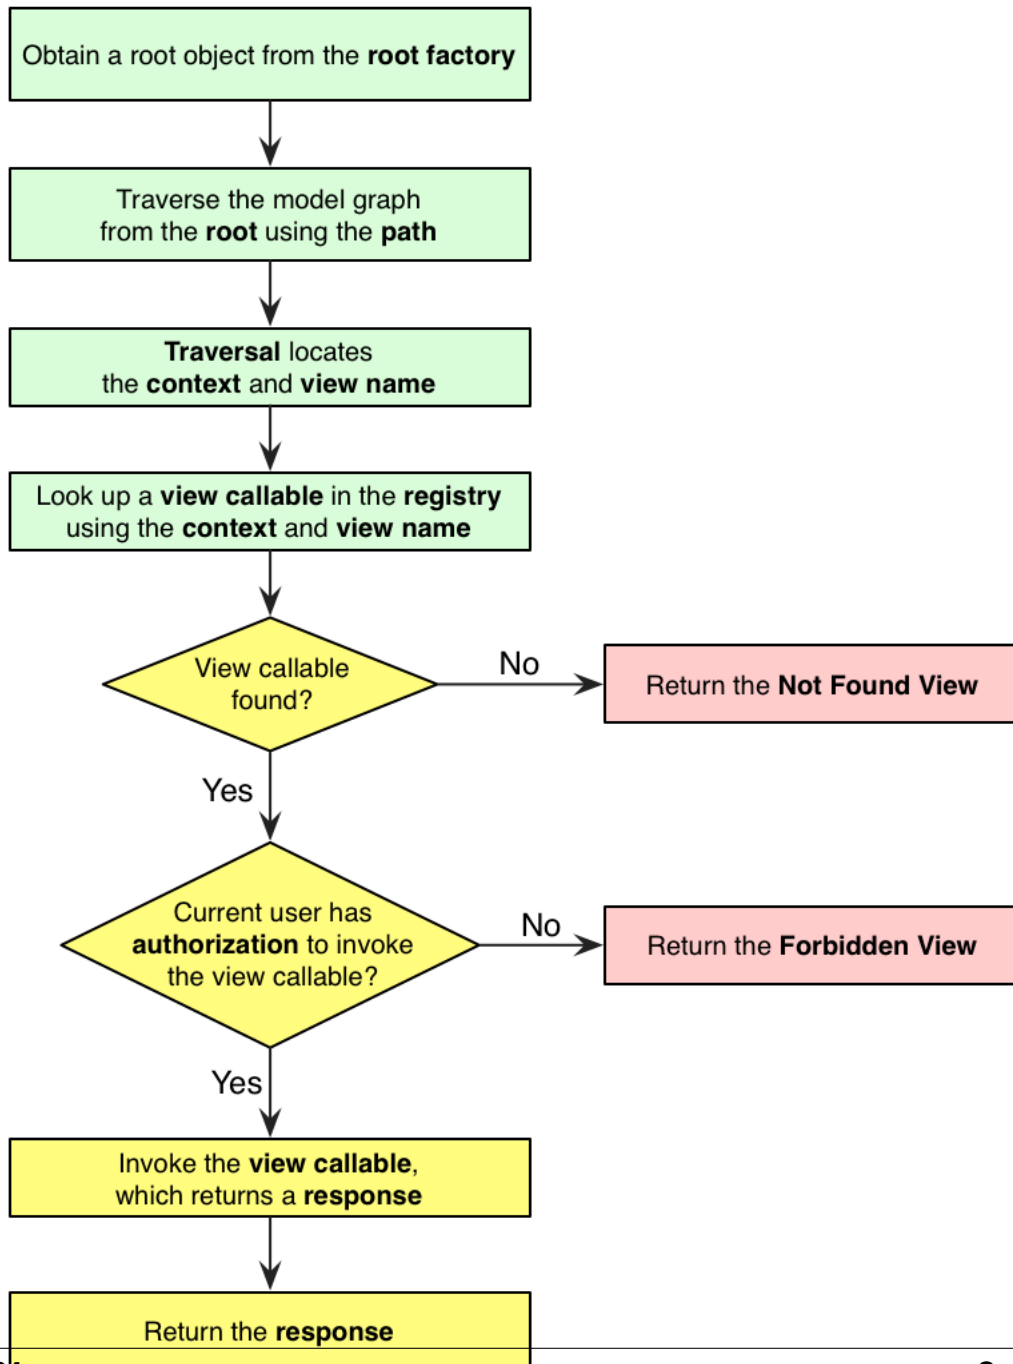 Obtain a root object from the root factory
Traverse the model graph
from the root using the path
Traversal locates
the context and view name
Look up a view callable in the registry
using the context and view name
View callable
found?
No
Return the Not Found View
Yes
Current user has
authorization to invoke
the view callable?
No
Return the Forbidden View
Yes
Invoke the view callable,
which returns a response
Return the response